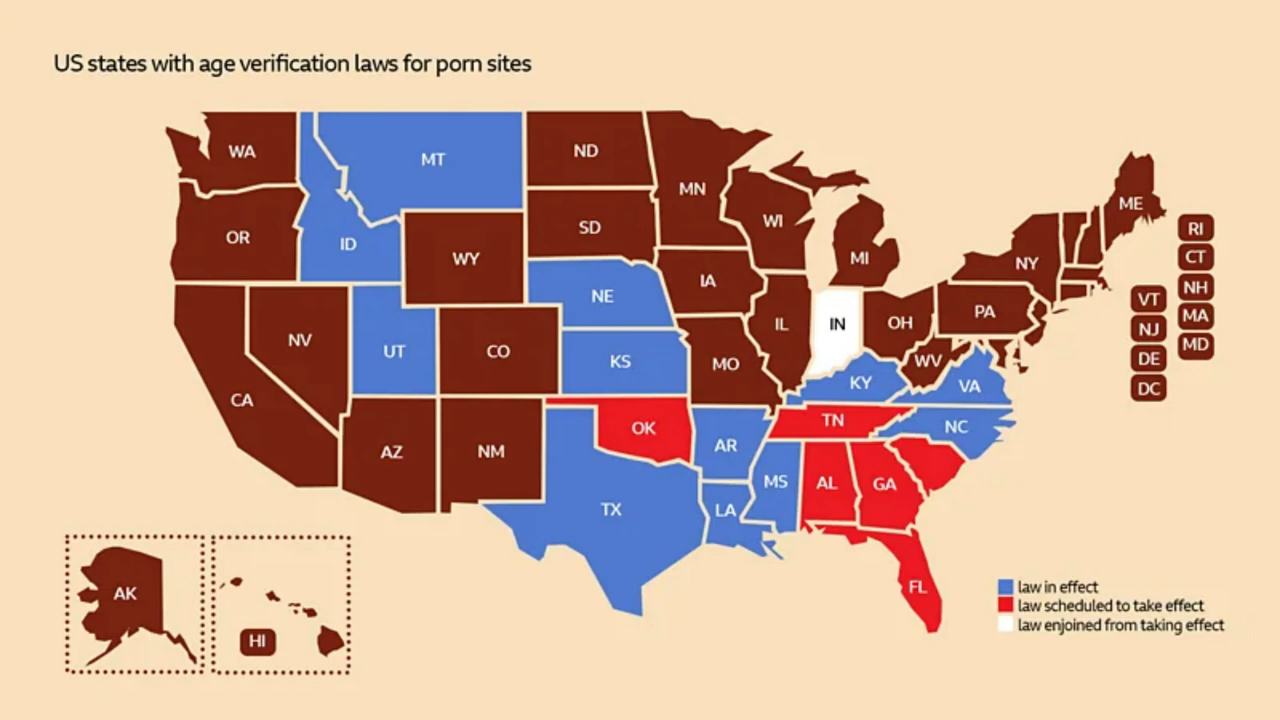 US states with age verification laws for porn sites
WA
MT
ND
MN
OR
ID
WY
SD
WI
MI
NY
ME
RI
CT
NH
MA
MD
VT
NJ
DE
DC
NV
UT
CO
NE
IA
IL
IN
OH
PA
KS
MO
WV
KY
VA
CA
AZ
NM
OK
AR
TN
NC
TX
LA
MS
AL
GA
FL
AK
HI
law in effect
law scheduled to take effect
law enjoined from taking effect